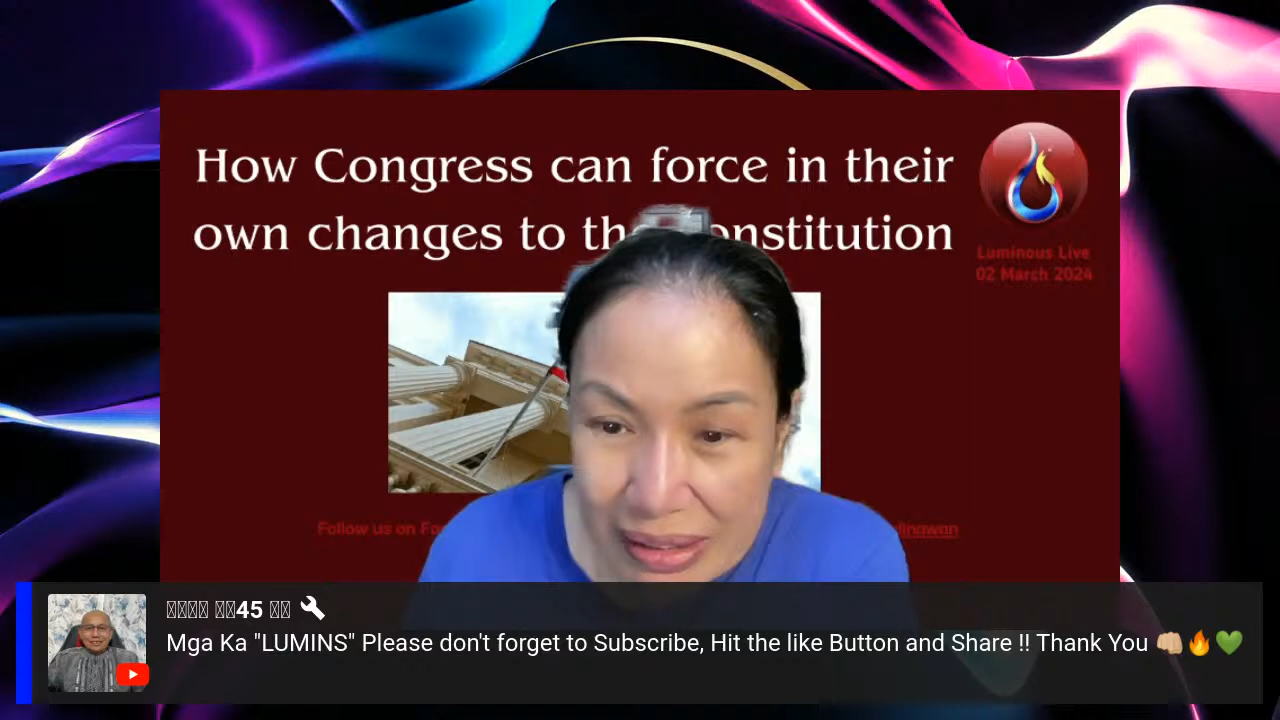 How Congress can force in their
own changes to th onstitution
Luminous Live
02 March 2024
Follow us on
45
Mga Ka "LUMINS" Please don't forget to Subscribe, Hit the like Button and Share !! Thank You 👊🏼🔥💚